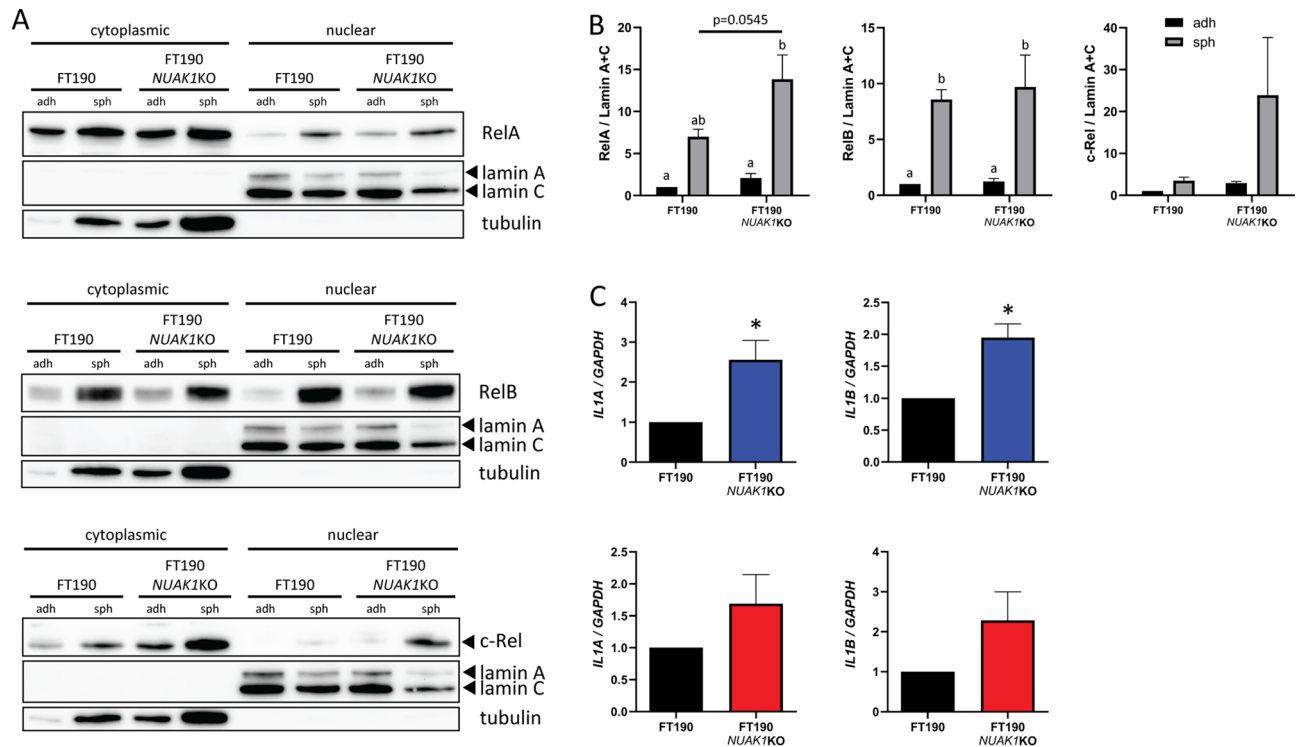 A
cytoplasmic nuclear
FT190 FT190 NUAK1KO FT190 FT190 NUAK1KO
adh sph adh sph adh sph adh sph
RelA
lamin A
lamin C
tubulin
cytoplasmic nuclear
FT190 FT190 NUAK1KO FT190 FT190 NUAK1KO
adh sph adh sph adh sph adh sph
RelB
lamin A
lamin C
tubulin
cytoplasmic nuclear
FT190 FT190 NUAK1KO FT190 FT190 NUAK1KO
adh sph adh sph adh sph adh sph
c-Rel
lamin A
lamin C
tubulin
B
RelA / Lamin A+C
20
15
10
5
0
p=0.0545
a ab a b
FT190 FT190
NUAK1KO
RelB / Lamin A+C
15
10
5
0
a b a b
FT190 FT190
NUAK1KO
c-Rel / Lamin A+C
40
30
20
10
0
adh
sph
FT190 FT190
NUAK1KO
C
IL1A / GAPDH
4
3
2
1
0
*
FT190 FT190
NUAK1KO
IL1B / GAPDH
2.5
2.0
1.5
1.0
0.5
0.0
*
FT190 FT190
NUAK1KO
IL1A / GAPDH
2.5
2.0
1.5
1.0
0.5
0.0
FT190 FT190
NUAK1KO
IL1B / GAPDH
4
3
2
1
0
FT190 FT190
NUAK1KO